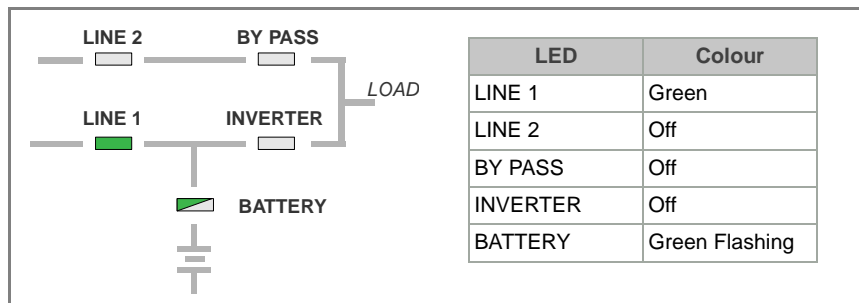 LINE 2 BY PASS
LOAD
LINE 1 INVERTER
BATTERY
LED Colour
LINE 1 Green
LINE 2 Off
BY PASS Off
INVERTER Off
BATTERY Green Flashing